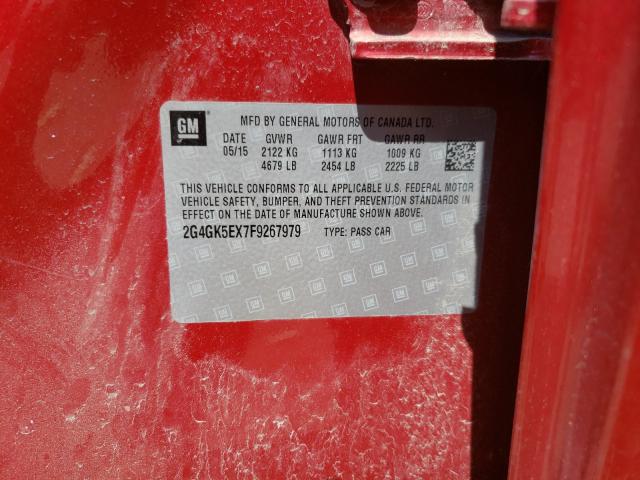 GM
MFD BY GENERAL MOTORS OF CANADA LTD.
DATE GVWR GAWR FRT GAWR RR
05/15 2122 KG 1113 KG 1009 KG
4679 LB 2454 LB 2225 LB
THIS VEHICLE CONFORMS TO ALL APPLICABLE U.S. FEDERAL MOTOR
VEHICLE SAFETY, BUMPER, AND THEFT PREVENTION STANDARDS IN
EFFECT ON THE DATE OF MANUFACTURE SHOWN ABOVE.
2G4GK5EX7F9267979 TYPE: PASS CAR